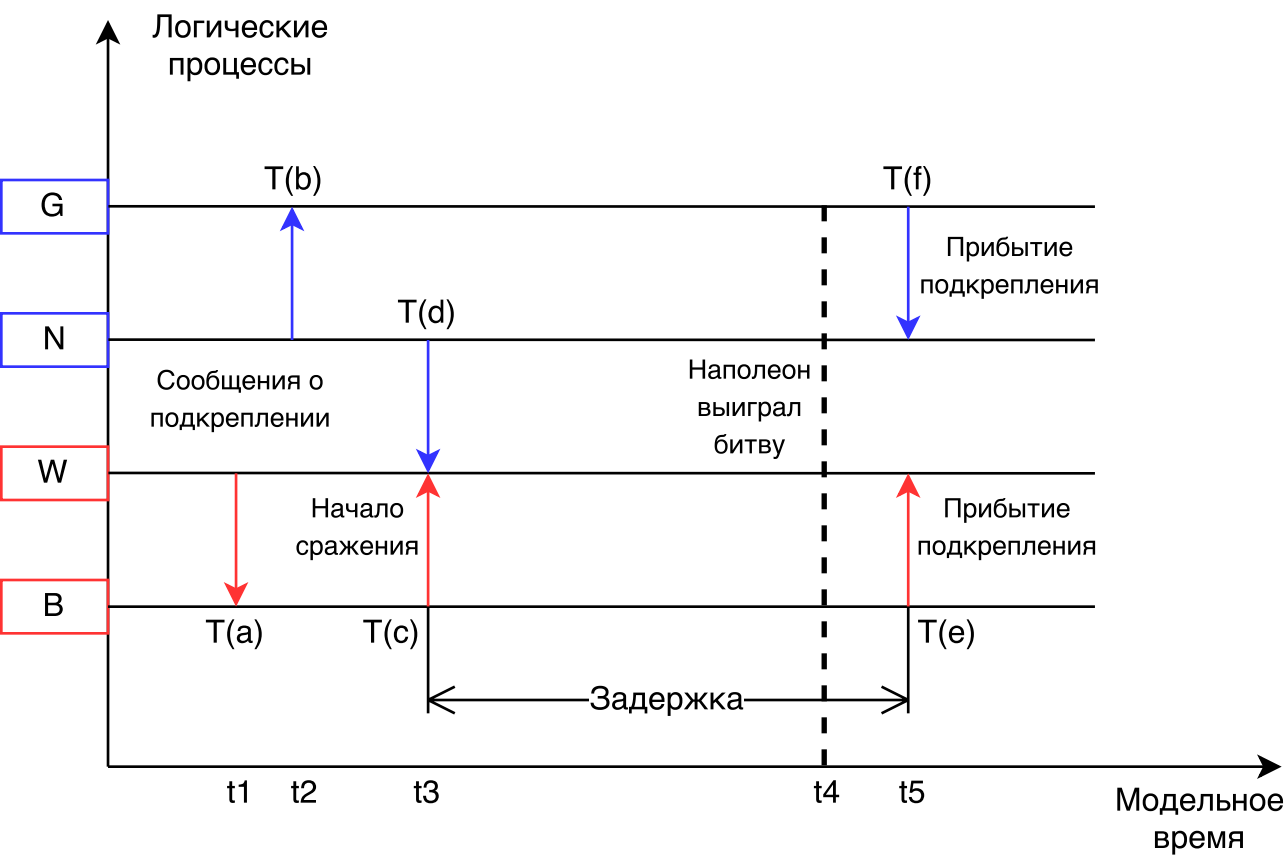 Логические
процессы
T(b)
T(f)
G
Прибытие
подкрепления
T(d)
N
Сообщения о
подкреплении
Наполеон
выиграл
битву
W
Начало
сражения
Прибытие
подкрепления
B
T(a)
T(c)
T(e)
Задержка
t1
t2
t3
t4
t5
Модельное
время